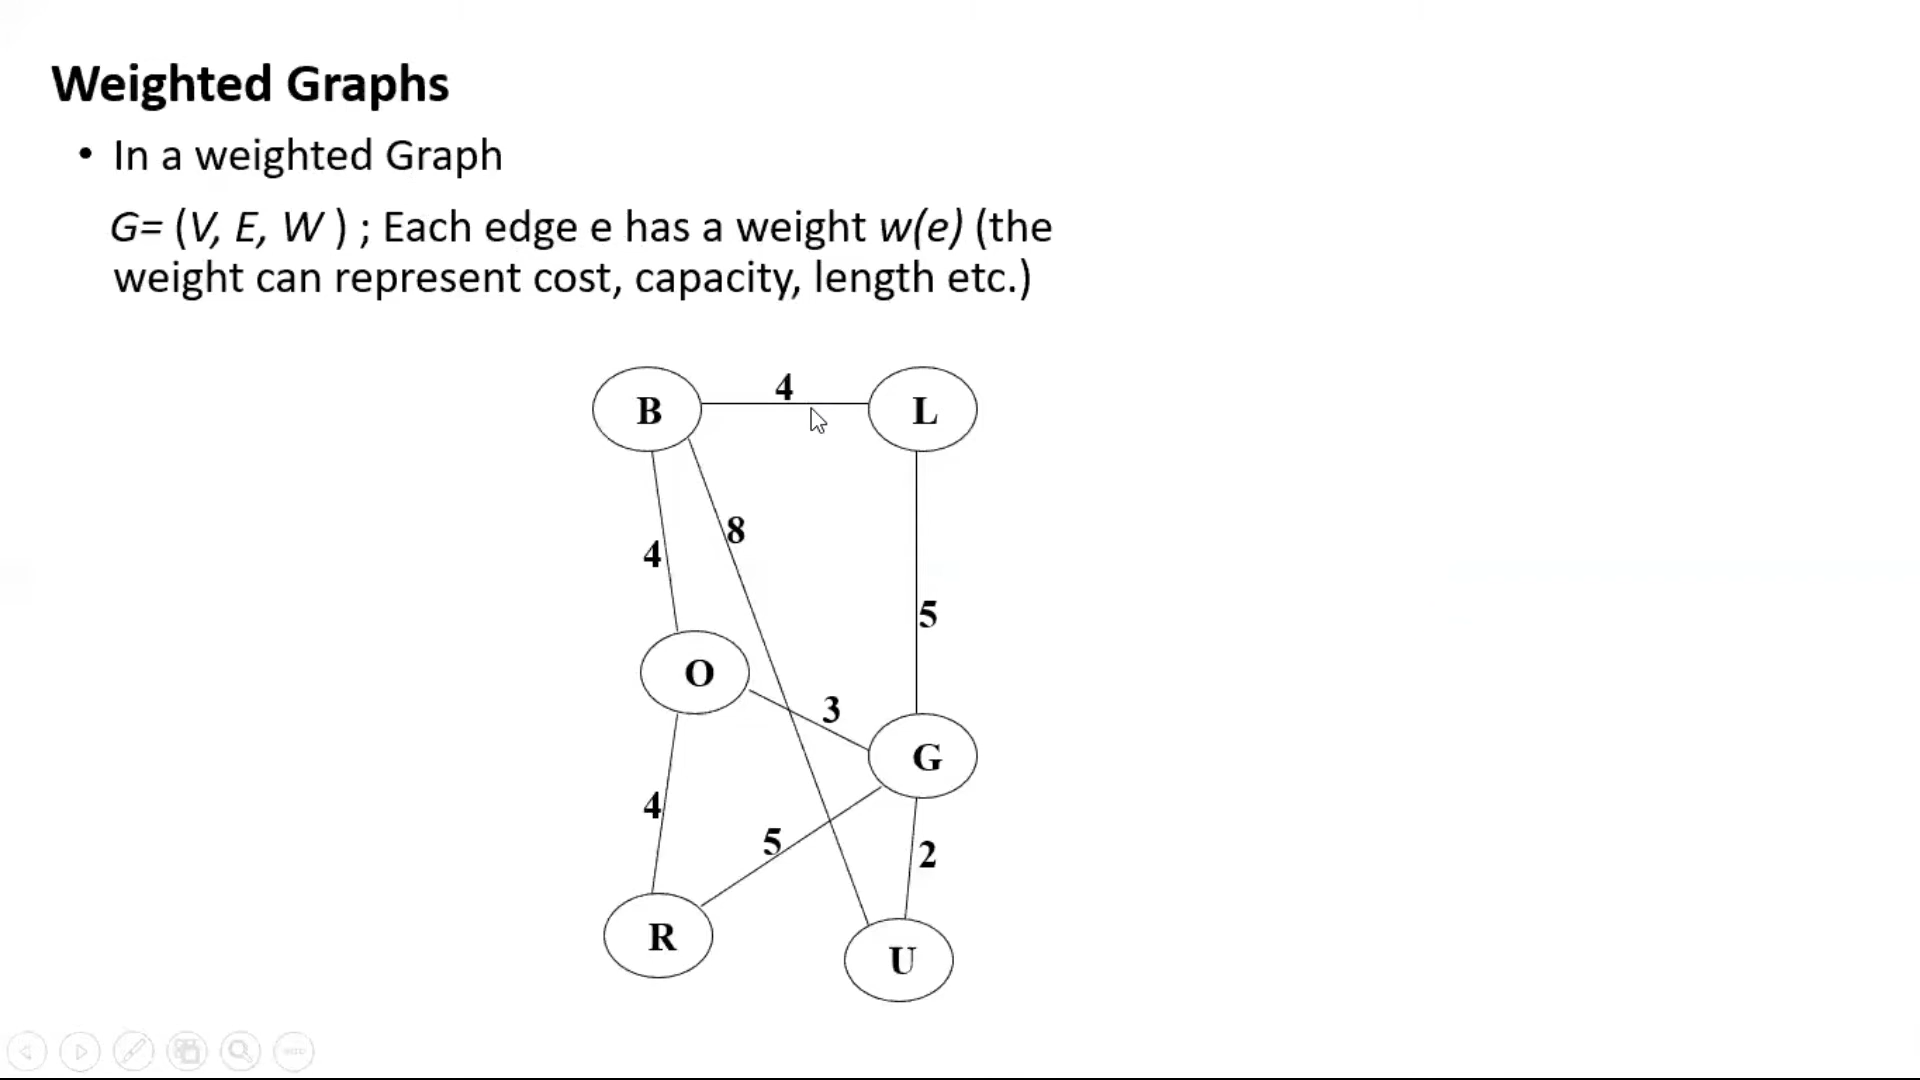 Weighted Graphs
• In a weighted Graph
G= (V, E, W ) ; Each edge e has a weight w(e) (the
weight can represent cost, capacity, length etc.)
4
B
L
8
4
5
O
3
G
4
5
2
R
U